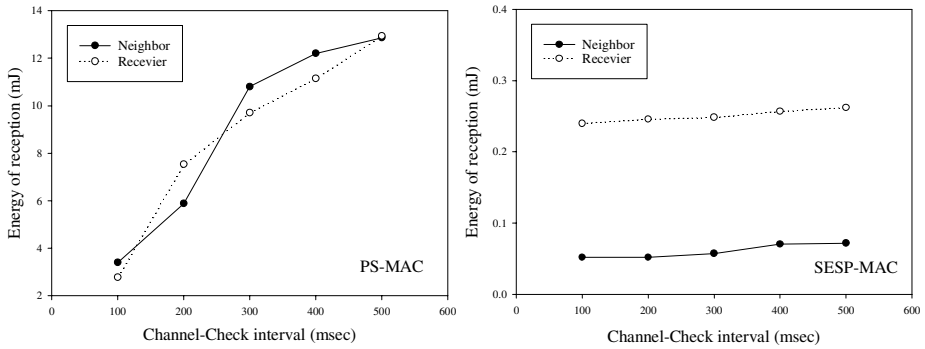 14
12
10
8
6
4
2
Energy of reception (mJ)
Neighbor
Recevier
PS-MAC
0 100 200 300 400 500 600
Channel-Check interval (msec)
0.4
0.3
0.2
0.1
0.0
Energy of reception (mJ)
Neighbor
Recevier
SESP-MAC
0 100 200 300 400 500 600
Channel-Check interval (msec)